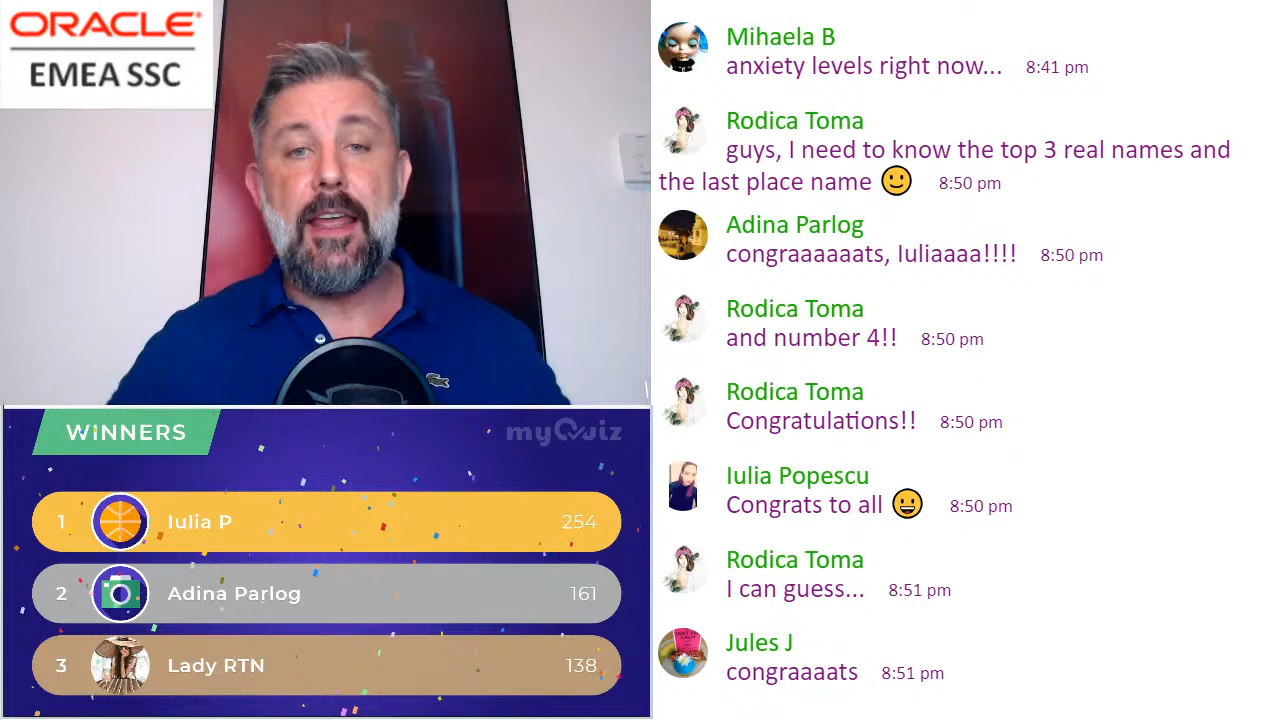 ORACLE®
EMEA SSC
WINNERS
myQuiz
1 Iulia P 254
2 Adina Parlog 161
3 Lady RTN 138
Mihaela B
anxiety levels right now... 8:41 pm
Rodica Toma
guys, I need to know the top 3 real names and
the last place name 🙂 8:50 pm
Adina Parlog
congraaaaaats, Iuliaaaa!!!! 8:50 pm
Rodica Toma
and number 4!! 8:50 pm
Rodica Toma
Congratulations!! 8:50 pm
Iulia Popescu
Congrats to all 😀 8:50 pm
Rodica Toma
I can guess... 8:51 pm
Jules J
congraaaats 8:51 pm